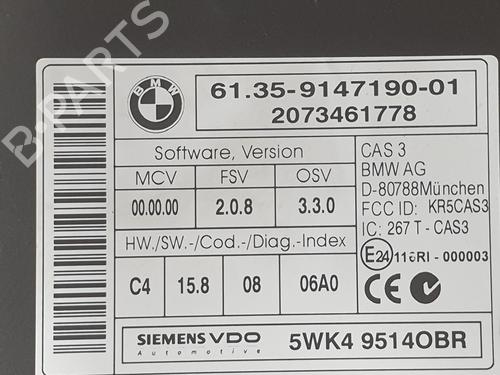 BMW
61.35-9147190-01
2073461778
Software, Version
MCV FSV OSV
00.00.00 2.0.8 3.3.0
HW./SW.-/Cod.-/Diag.-Index
C4 15.8 08 06A0
CAS 3
BMW AG
D-80788München
FCC ID: KR5CAS3
IC: 267 T - CAS3
E24 116RI - 000003
CE
SIEMENS VDO
Automotive
5WK4 9514OBR
B-PARTS